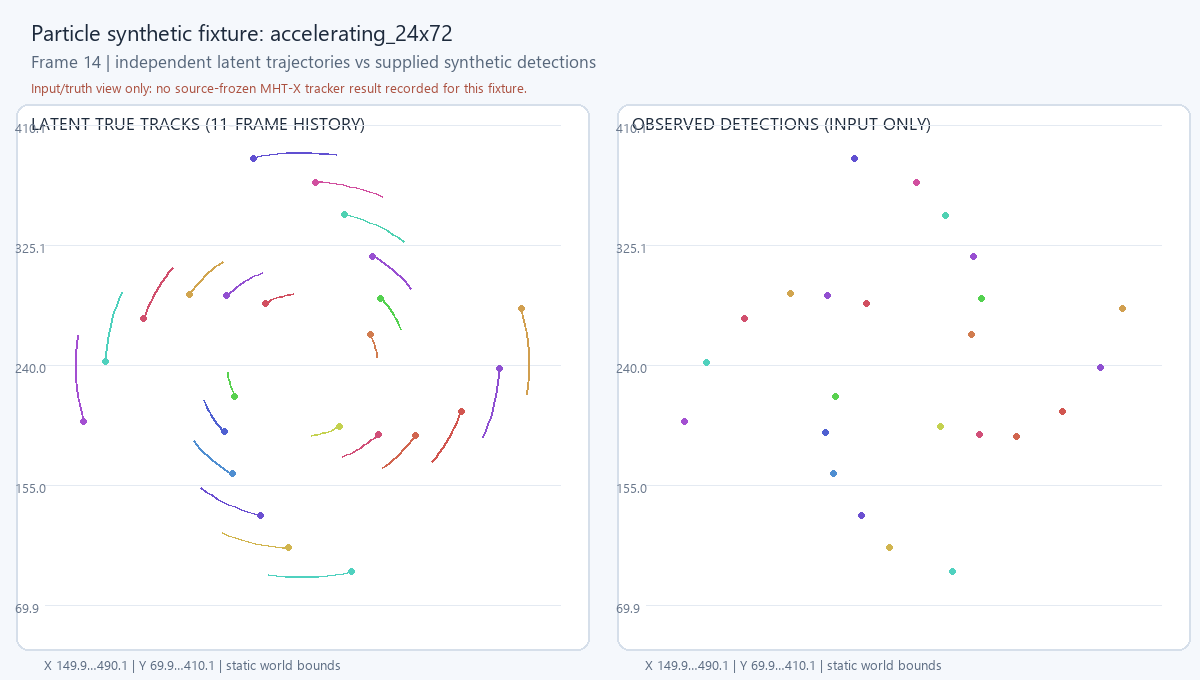 Particle synthetic fixture: accelerating_24x72
Frame 14 | independent latent trajectories vs supplied synthetic detections
Input/truth view only: no source-frozen MHT-X tracker result recorded for this fixture.
LATENT TRUE TRACKS (11-FRAME HISTORY)
410.1
325.1
240.0
155.0
69.9
X 149.9...490.1 | Y 69.9...410.1 | static world bounds
OBSERVED DETECTIONS (INPUT ONLY)
410.1
325.1
240.0
155.0
69.9
X 149.9...490.1 | Y 69.9...410.1 | static world bounds